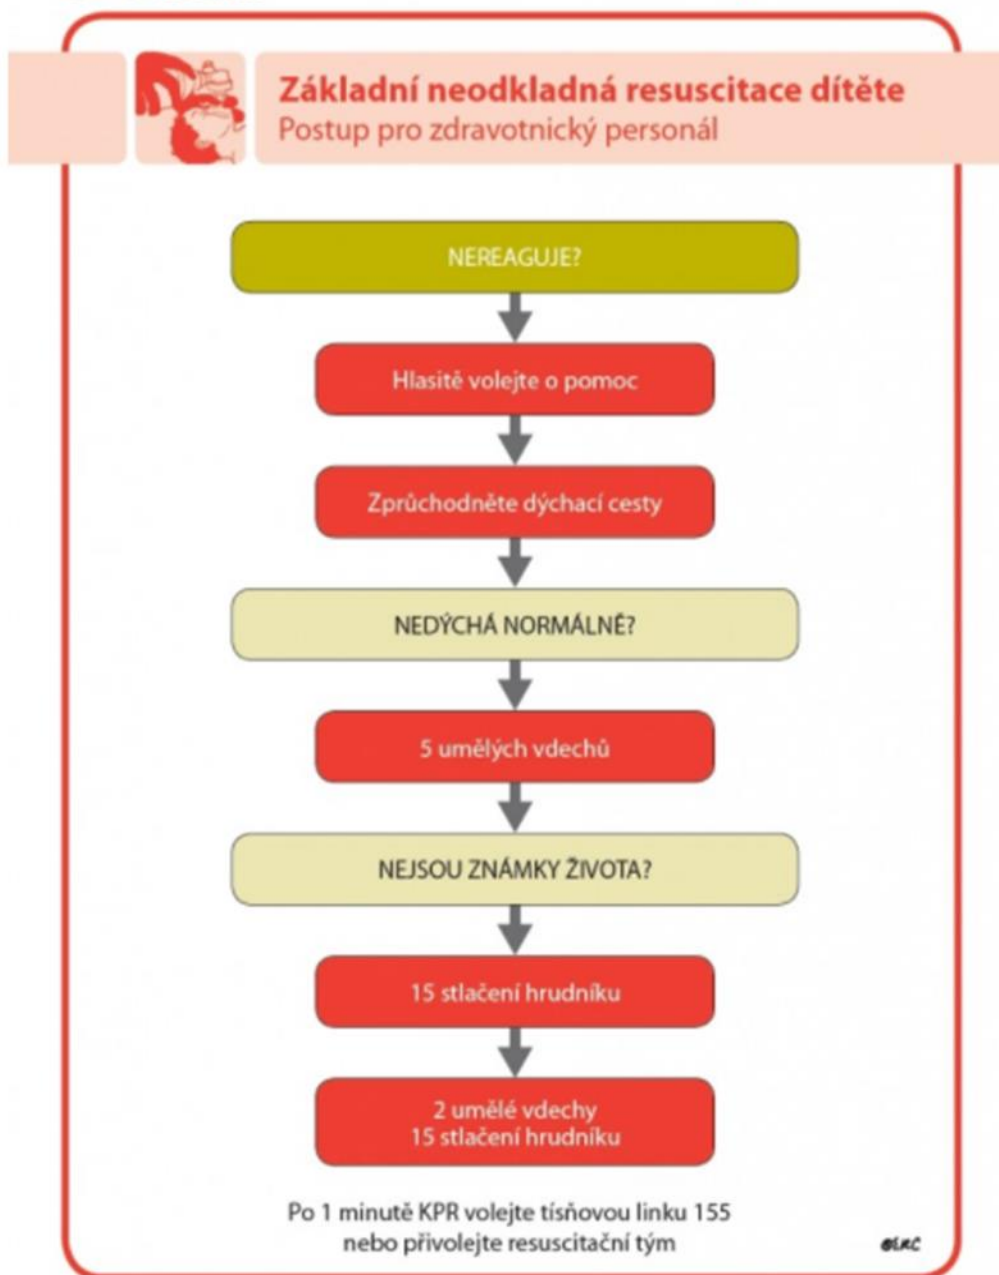 Základní neodkladná resuscitace dítěte
Postup pro zdravotnický personál
NEREAGUJE?
Hlasitě volejte o pomoc
Zprůchodněte dýchací cesty
NEDÝCHÁ NORMÁLNĚ?
5 umělých vdechů
NEJSOU ZNÁMKY ŽIVOTA?
15 stlačení hrudníku
2 umělé vdechy
15 stlačení hrudníku
Po 1 minutě KPR volejte tísňovou linku 155
nebo přivolejte resuscitační tým